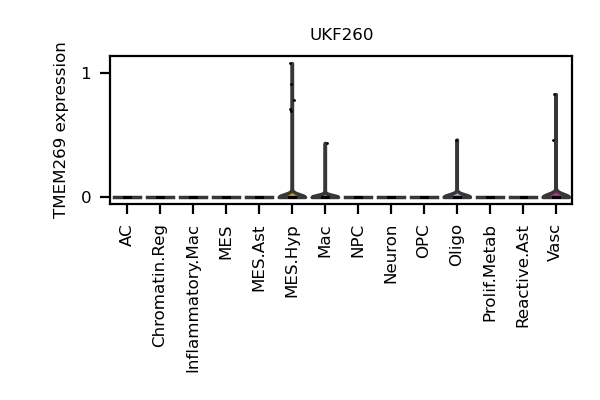 UKF260
TMEM269 expression
1
0
AC
Chromatin.Reg
Inflammatory.Mac
MES
MES.Ast
MES.Hyp
Mac
NPC
Neuron
OPC
Oligo
Prolif.Metab
Reactive.Ast
Vasc